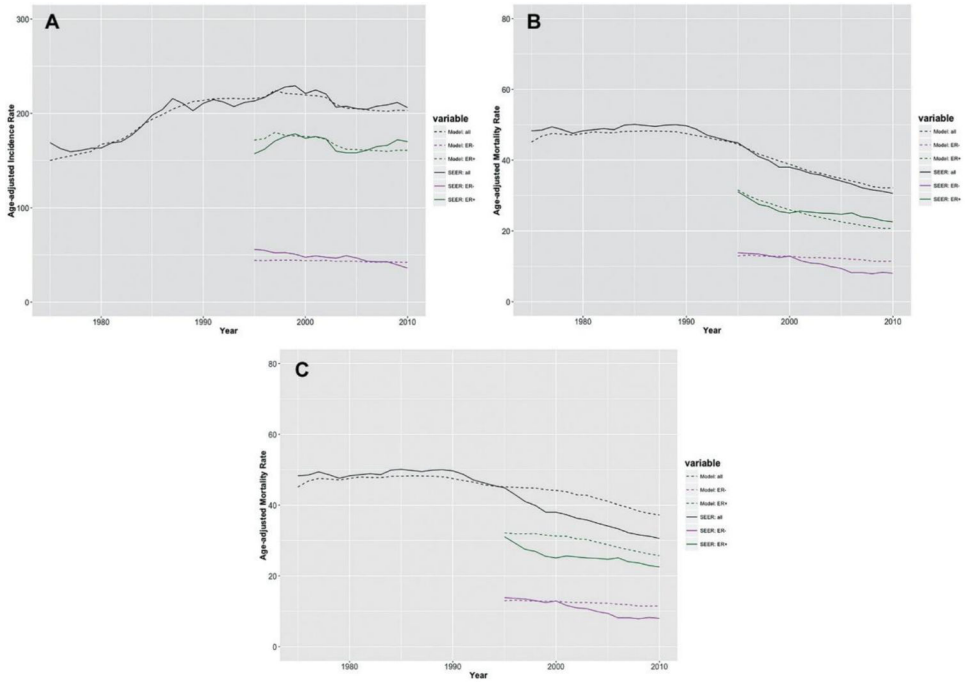 A
300
200
100
0
Age-adjusted Incidence Rate
1980
1990
2000
2010
Year
variable
Model: all
Model: ER-
Model: ER+
SEER: all
SEER: ER-
SEER: ER+
B
80
60
40
20
0
Age-adjusted Mortality Rate
1980
1990
2000
2010
Year
variable
Model: all
Model: ER-
Model: ER+
SEER: all
SEER: ER-
SEER: ER+
C
80
60
40
20
0
Age-adjusted Mortality Rate
1980
1990
2000
2010
Year
variable
Model: all
Model: ER-
Model: ER+
SEER: all
SEER: ER-
SEER: ER+